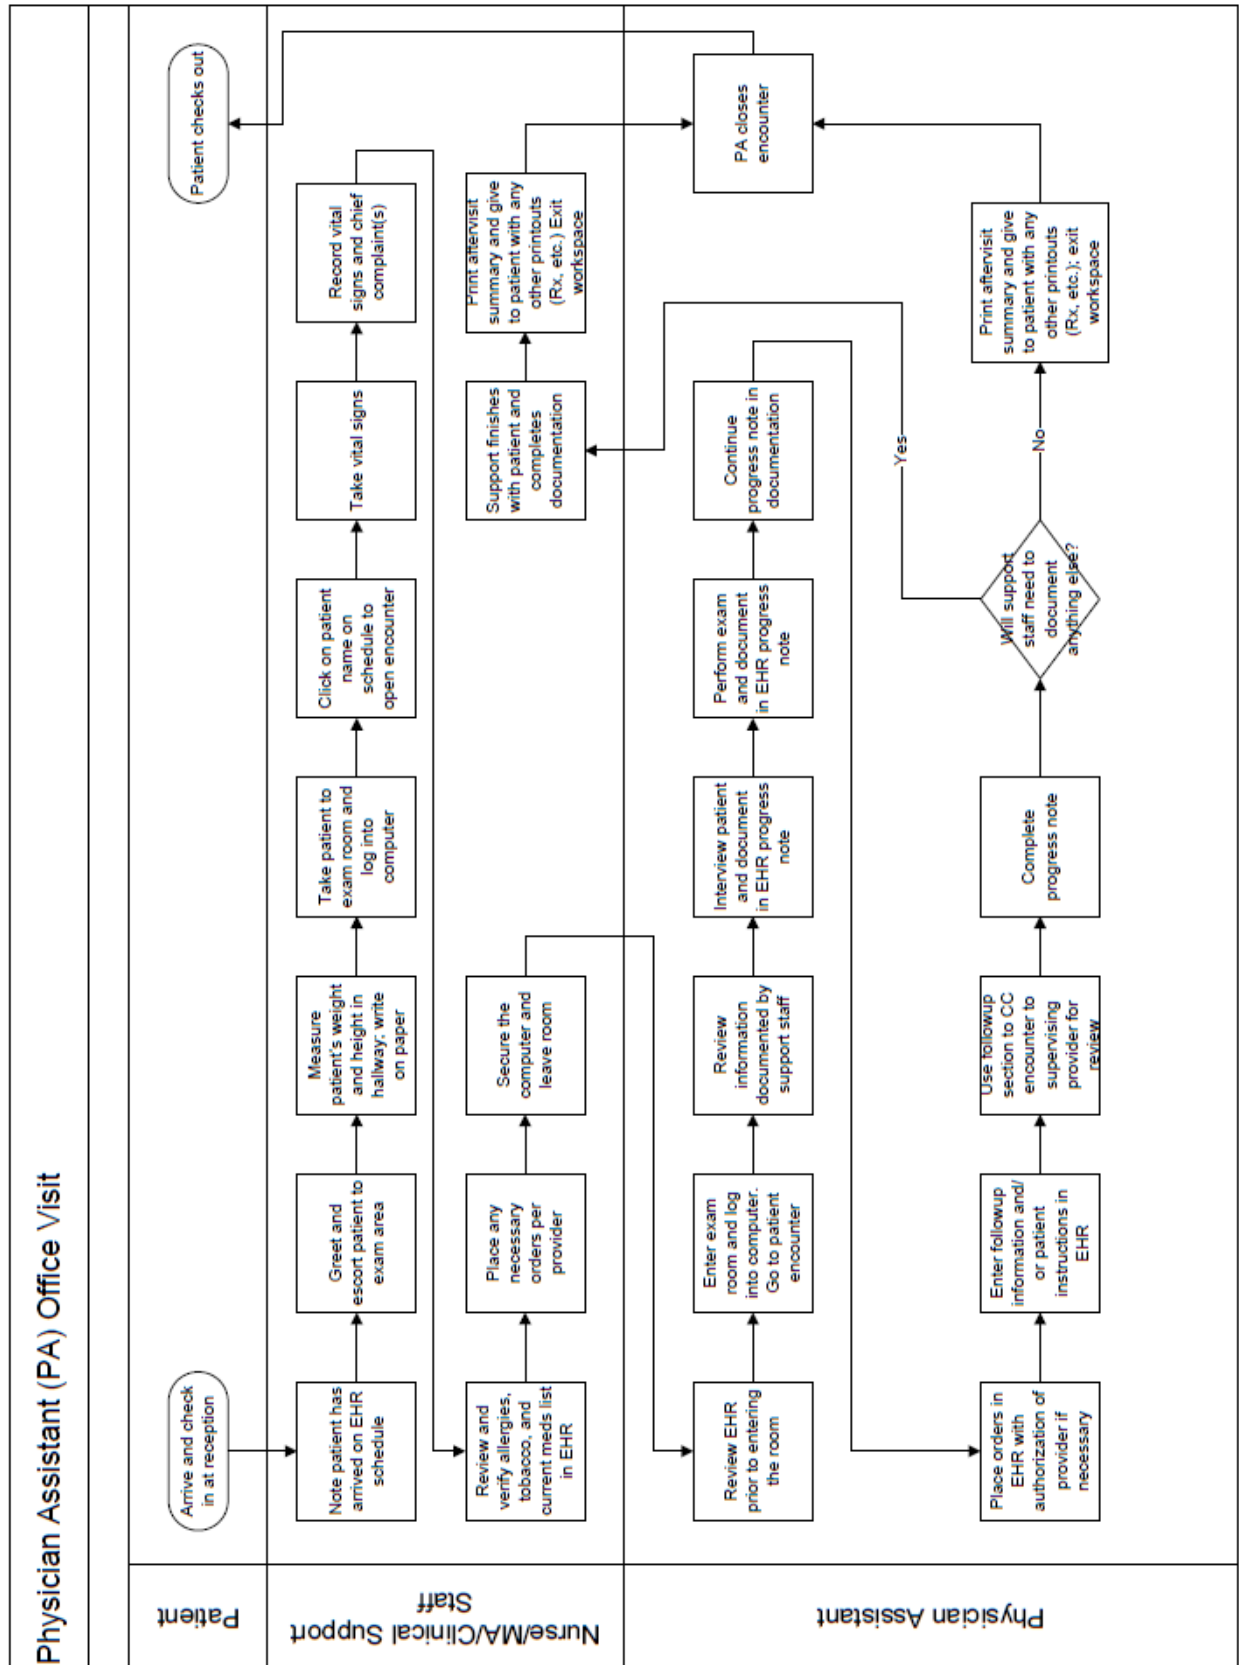 Physician Assistant (PA) Office Visit
Patient
Arrive and check
in at reception
Patient checks out
Nurse/MA/Clinical Support
Staff
Note patient has
arrived on EHR
schedule
Greet and
escort patient to
exam area
Measure
patient's weight
and height in
hallway; write
on paper
Take patient to
exam room and
log into
computer
Click on patient
name on
schedule to
open encounter
Take vital signs
Record vital
signs and chief
complaint(s)
Review and
verify allergies,
tobacco, and
current meds list
in EHR
Place any
necessary
orders per
provider
Secure the
computer and
leave room
Support finishes
with patient and
completes
documentation
Print aftervisit
summary and give
to patient with any
other printouts
(Rx, etc.) Exit
workspace
Physician Assistant
Review EHR
prior to entering
the room
Enter exam
room and log
into computer.
Go to patient
encounter
Review
information
documented by
support staff
Interview patient
and document
in EHR progress
note
Perform exam
and document
in EHR progress
note
Continue
progress note in
documentation
PA closes
encounter
Place orders in
EHR with
authorization of
provider if
necessary
Enter followup
information and/
or patient
instructions in
EHR
Use followup
section to CC
encounter to
supervising
provider for
review
Complete
progress note
Will support
staff need to
document
anything else?
Yes
No
Print aftervisit
summary and give
to patient with any
other printouts
(Rx, etc.); exit
workspace